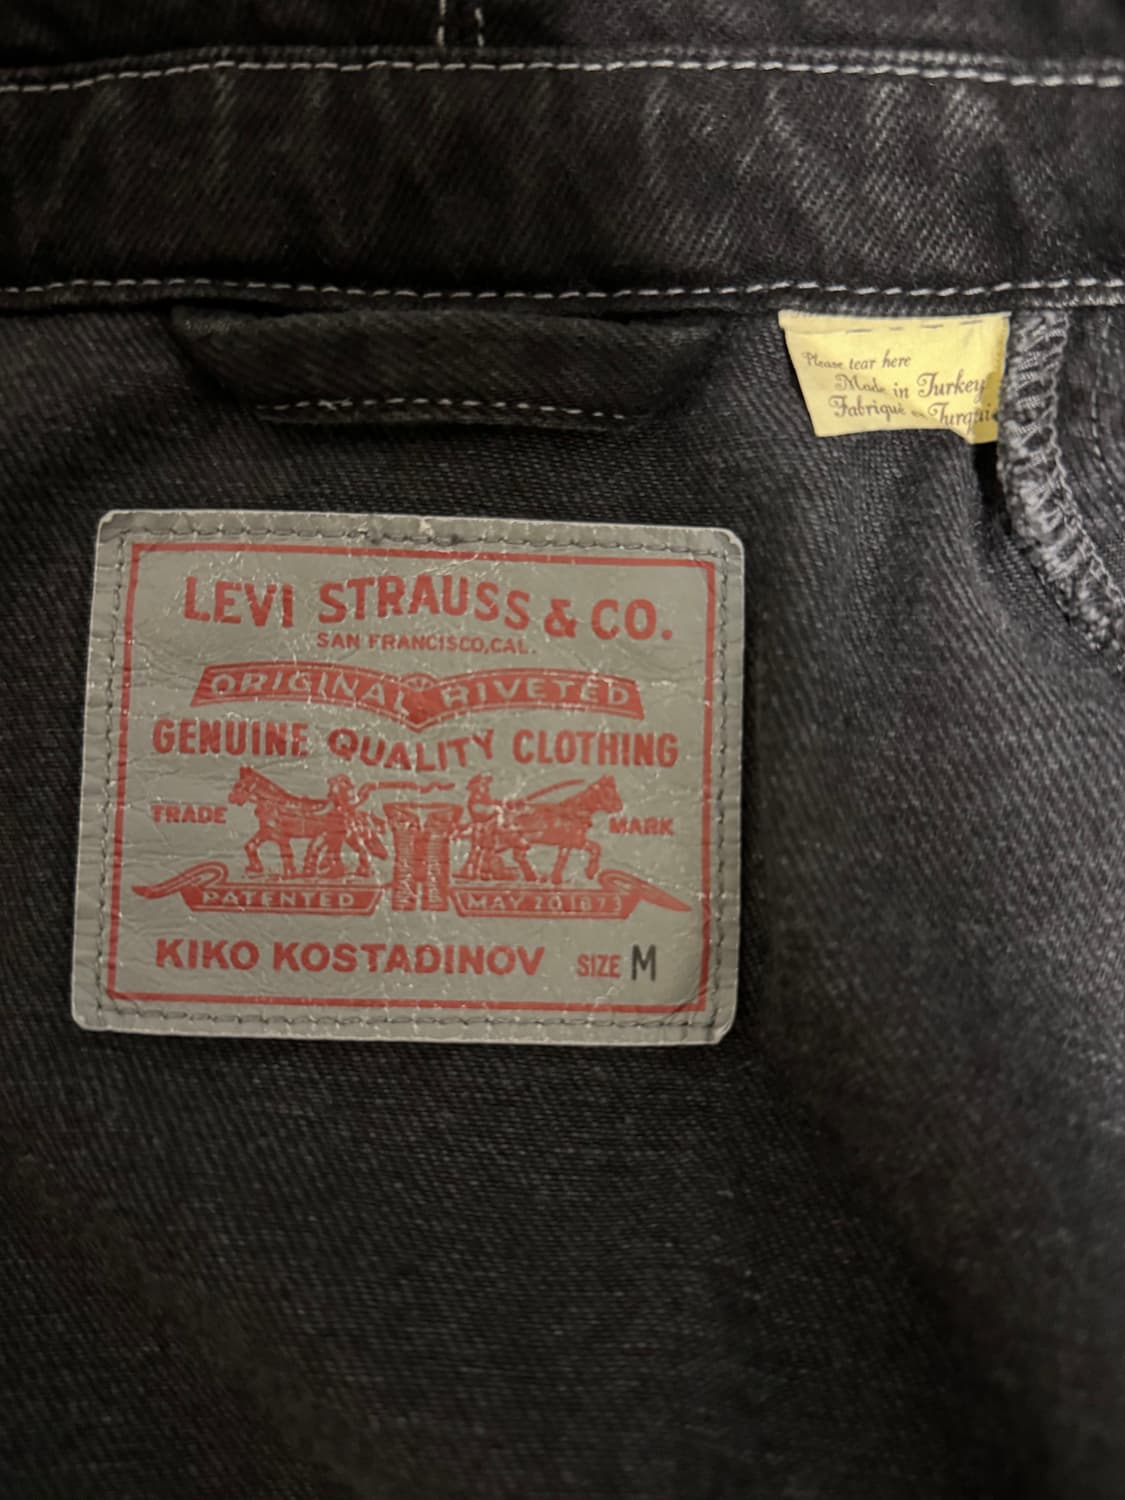 Please tear here
Made in Turkey
Fabriqué en Turquie
LEVI STRAUSS & CO.
SAN FRANCISCO, CAL.
ORIGINAL RIVETED
GENUINE QUALITY CLOTHING
TRADE MARK
PATENTED MAY 20 1873
KIKO KOSTADINOV SIZE M